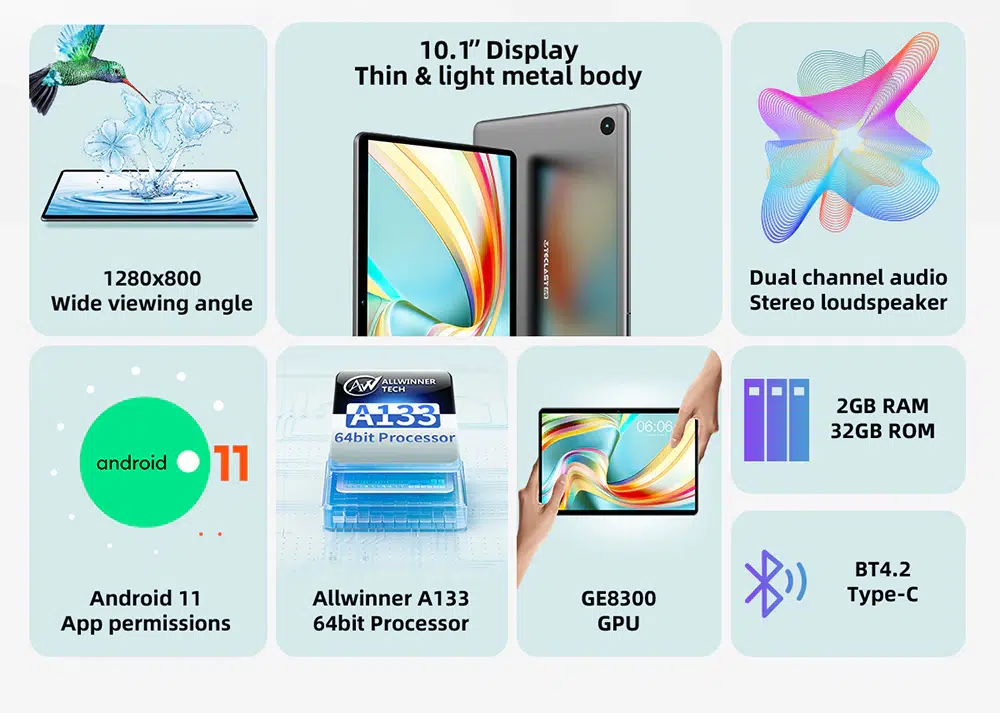 10.1” Display
Thin & light metal body
TECLAST
1280x800
Wide viewing angle
Dual channel audio
Stereo loudspeaker
android
11
Android 11
App permissions
AW
ALLWINNER
TECH
A133
64bit Processor
Allwinner A133
64bit Processor
06:06
GE8300
GPU
2GB RAM
32GB ROM
BT4.2
Type-C